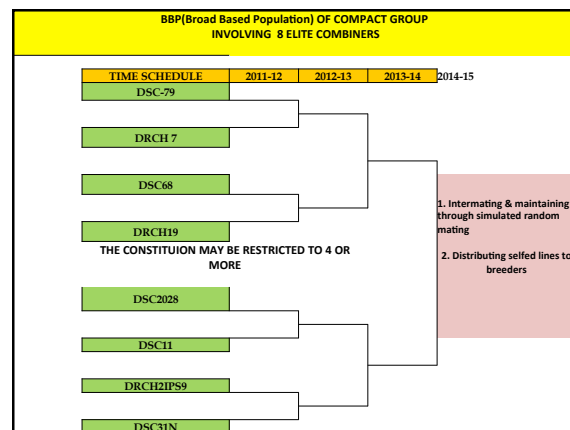 BBP(Broad Based Population) OF COMPACT GROUP
INVOLVING 8 ELITE COMBINERS
TIME SCHEDULE 2011-12 2012-13 2013-14 2014-15
DSC-79
DRCH 7
DSC68
DRCH19
THE CONSTITUION MAY BE RESTRICTED TO 4 OR
MORE
DSC2028
DSC11
DRCH2IPS9
DSC31N
1. Intermating & maintaining
through simulated random
mating
2. Distributing selfed lines to
breeders